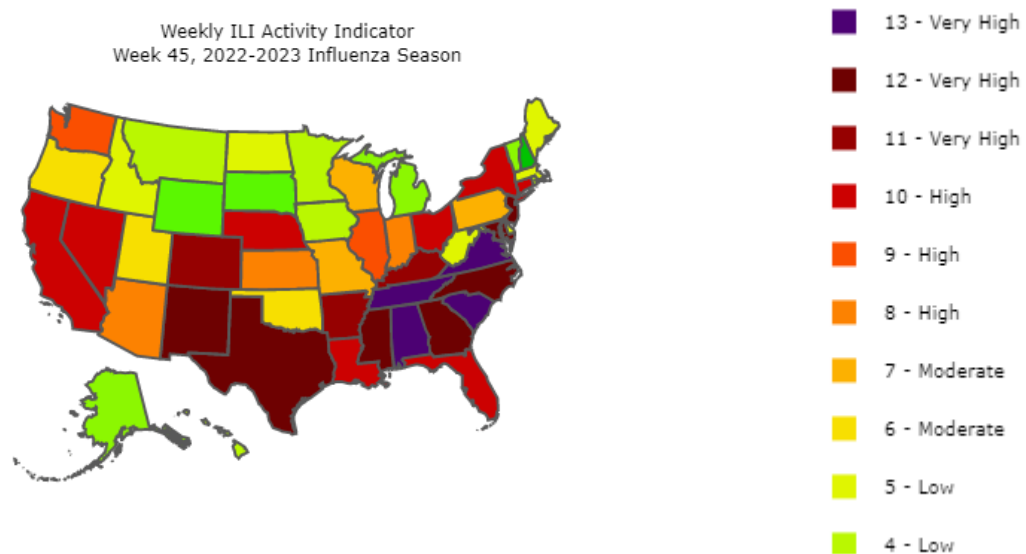 Weekly ILI Activity Indicator
Week 45, 2022-2023 Influenza Season
13 - Very High
12 - Very High
11 - Very High
10 - High
9 - High
8 - High
7 - Moderate
6 - Moderate
5 - Low
4 - Low